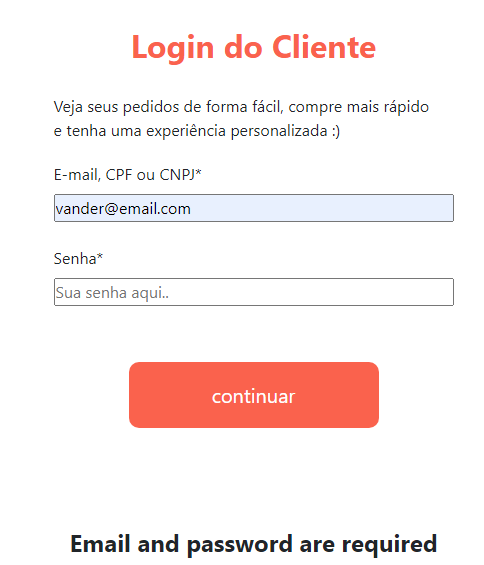 Login do Cliente
Veja seus pedidos de forma fácil, compre mais rápido
e tenha uma experiência personalizada :)
E-mail, CPF ou CNPJ*
vander@email.com
Senha*
Sua senha aqui..
continuar
Email and password are required